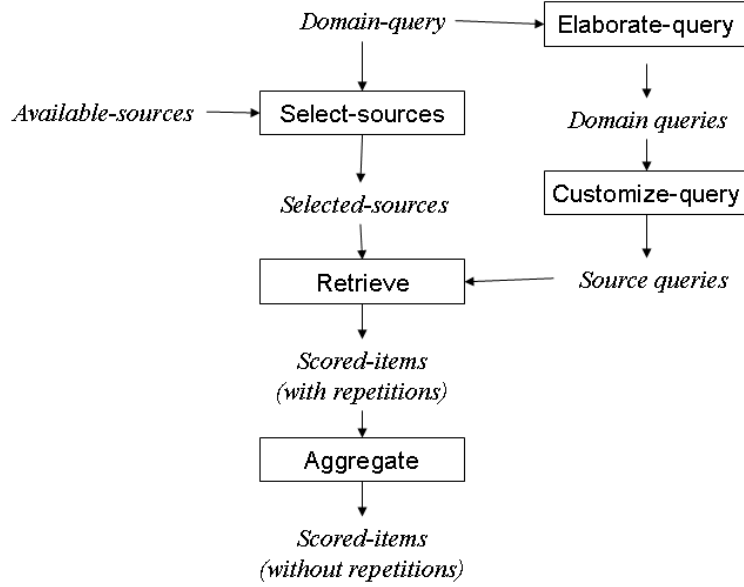 Domain-query
Elaborate-query
Available-sources
Select-sources
Domain queries
Selected-sources
Customize-query
Retrieve
Source queries
Scored-items
(with repetitions)
Aggregate
Scored-items
(without repetitions)